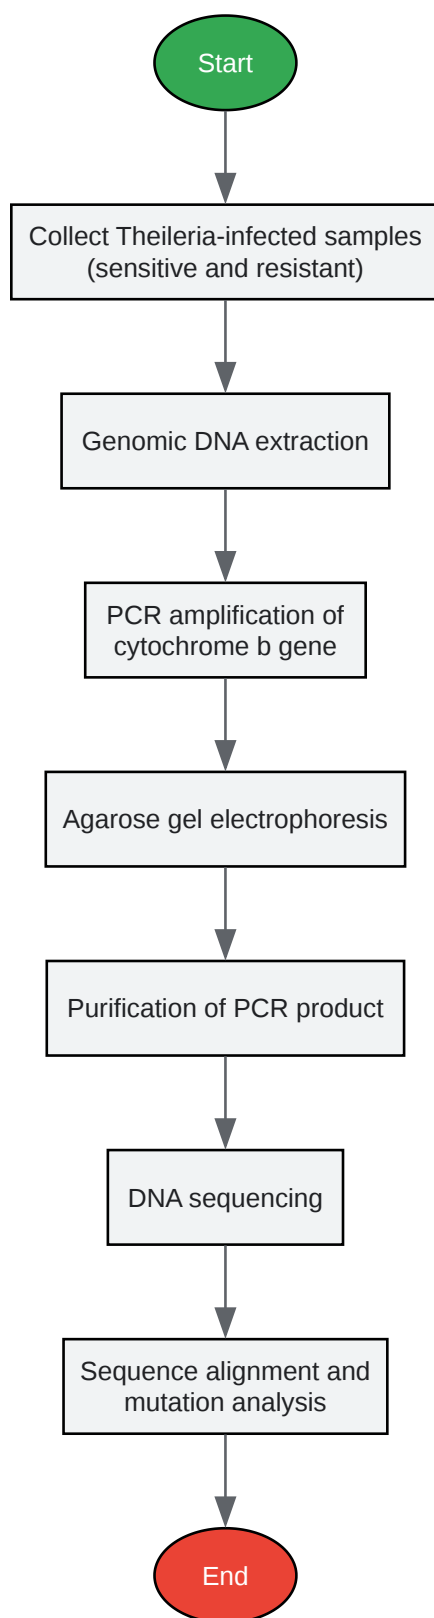 Start
Collect Theileria-infected samples
(sensitive and resistant)
Genomic DNA extraction
PCR amplification of
cytochrome b gene
Agarose gel electrophoresis
Purification of PCR product
DNA sequencing
Sequence alignment and
mutation analysis
End